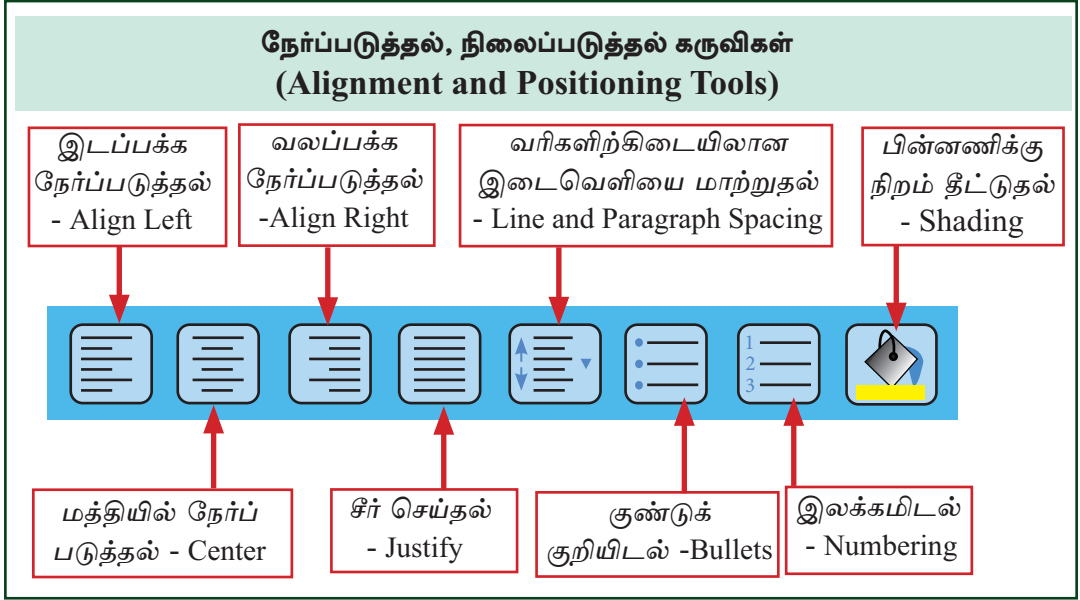 நேர்ப்படுத்தல், நிலைப்படுத்தல் கருவிகள்
(Alignment and Positioning Tools)
இடப்பக்க
நேர்ப்படுத்தல்
- Align Left
வலப்பக்க
நேர்ப்படுத்தல்
-Align Right
வரிகளிற்கிடையிலான
இடைவெளியை மாற்றுதல்
- Line and Paragraph Spacing
பின்னணிக்கு
நிறம் தீட்டுதல்
- Shading
1
2
3
மத்தியில் நேர்ப்
படுத்தல் - Center
சீர் செய்தல்
- Justify
குண்டுக்
குறியிடல் -Bullets
இலக்கமிடல்
- Numbering